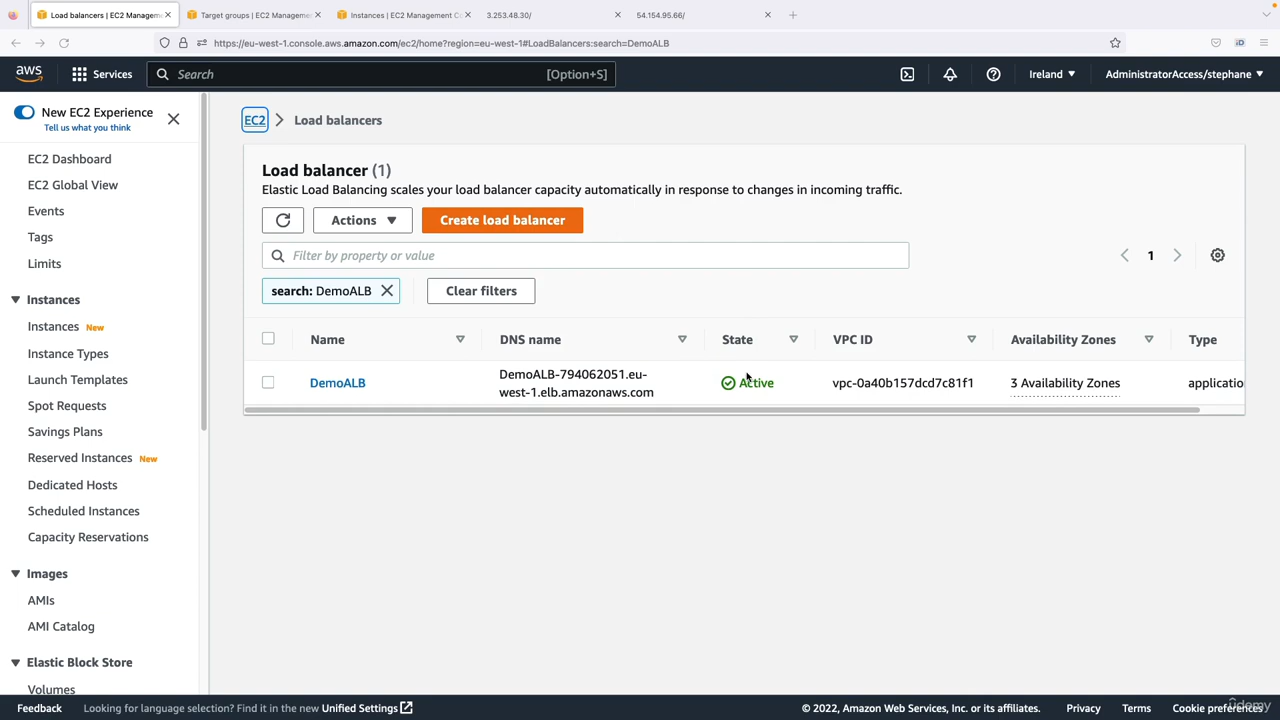 Load balancers | EC2 Managemen
Target groups | EC2 Managemen
Instances | EC2 Management Co
3.253.48.30/
54.154.95.66/
https://eu-west-1.console.aws.amazon.com/ec2/home?region=eu-west-1#LoadBalancers:search=DemoALB
aws
Services
Search
[Option+S]
Ireland
AdministratorAccess/stephane
New EC2 Experience
Tell us what you think
EC2 Dashboard
EC2 Global View
Events
Tags
Limits
Instances
Instances New
Instance Types
Launch Templates
Spot Requests
Savings Plans
Reserved Instances New
Dedicated Hosts
Scheduled Instances
Capacity Reservations
Images
AMIs
AMI Catalog
Elastic Block Store
Volumes
EC2 > Load balancers
Load balancer (1)
Elastic Load Balancing scales your load balancer capacity automatically in response to changes in incoming traffic.
Actions
Create load balancer
Filter by property or value
1
search: DemoALB
Clear filters
Name
DNS name
State
VPC ID
Availability Zones
Type
DemoALB
DemoALB-794062051.eu-
west-1.elb.amazonaws.com
Active
vpc-0a40b157dcd7c81f1
3 Availability Zones
applicatio
Feedback
Looking for language selection? Find it in the new Unified Settings
© 2022, Amazon Web Services, Inc. or its affiliates.
Privacy
Terms
Cookie preferences
ûdemy